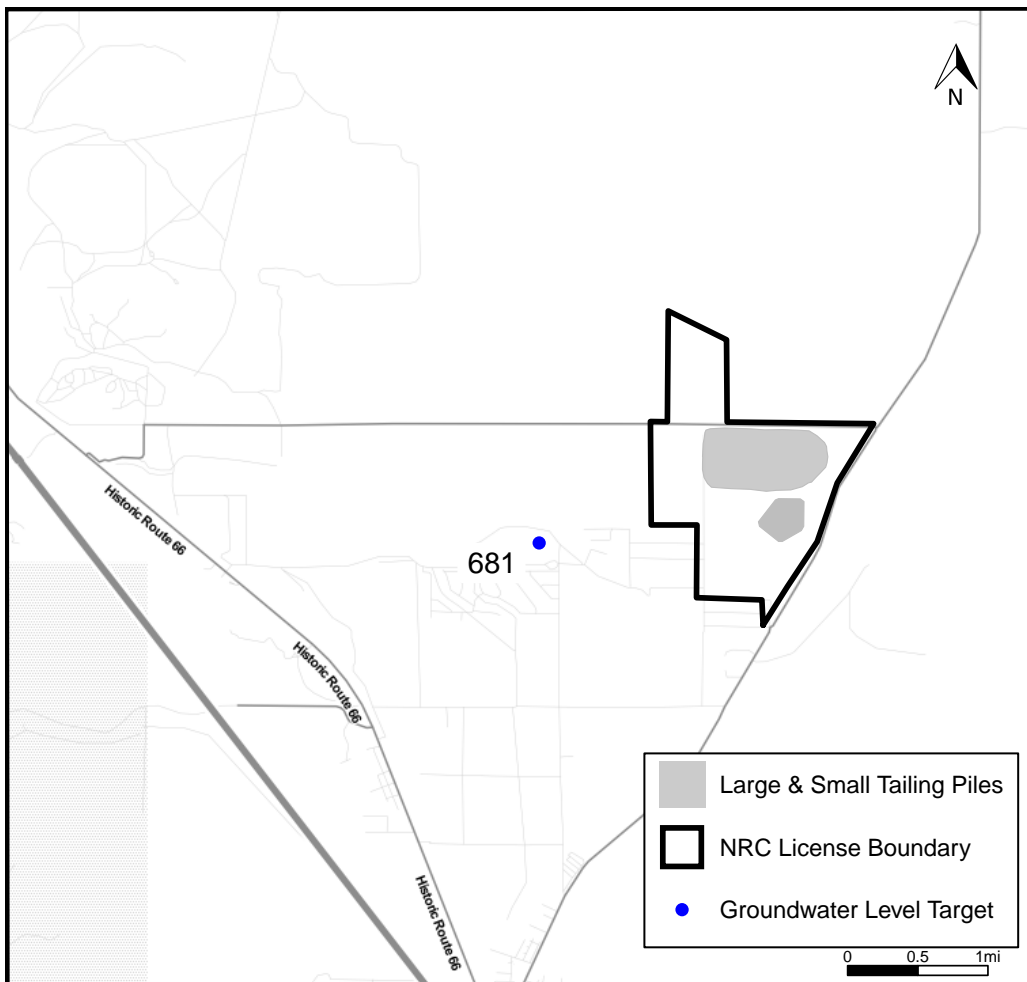 N
Historic Route 66
681
Historic Route 66
Large & Small Tailing Piles
NRC License Boundary
Historic Route 66
Groundwater Level Target
0 0.5 1mi